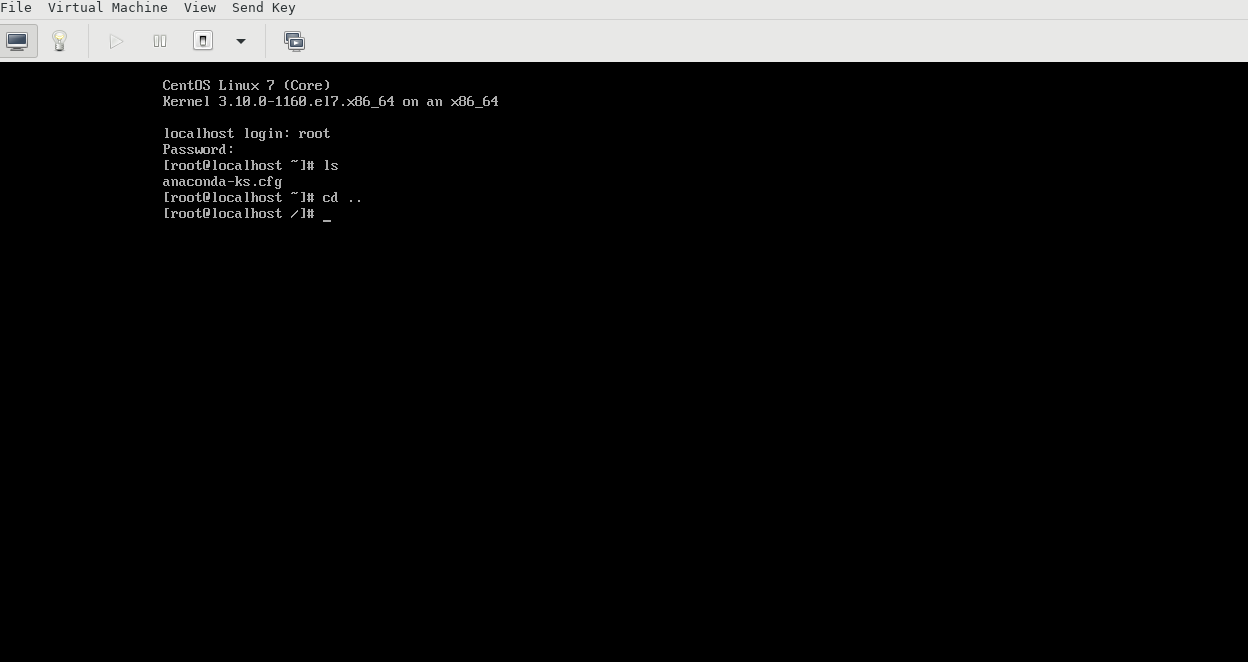 File Virtual Machine View Send Key
CentOS Linux 7 (Core)
Kernel 3.10.0-1160.el7.x86_64 on an x86_64
localhost login: root
Password:
[root@localhost ~]# ls
anaconda-ks.cfg
[root@localhost ~]# cd ..
[root@localhost /]# _